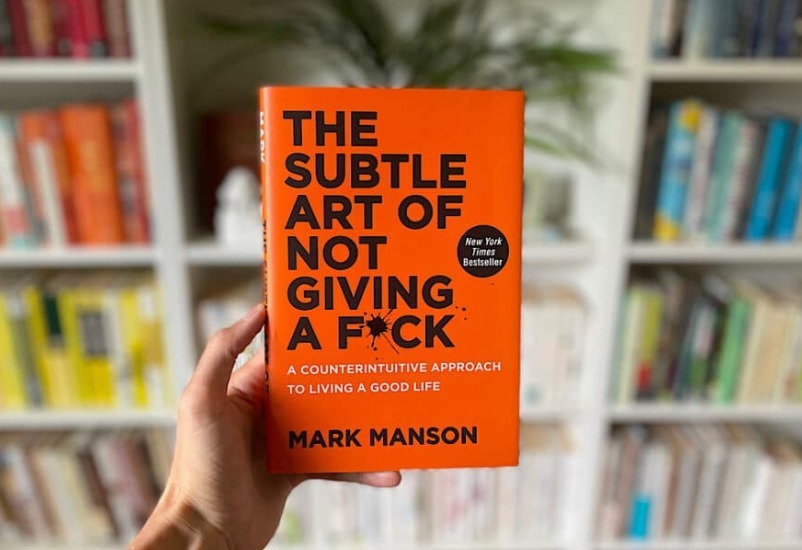 THE
SUBTLE
ART OF
NOT
GIVING
A F*CK
New York
Times
Bestseller
A COUNTERINTUITIVE APPROACH
TO LIVING A GOOD LIFE
MARK MANSON
MARK